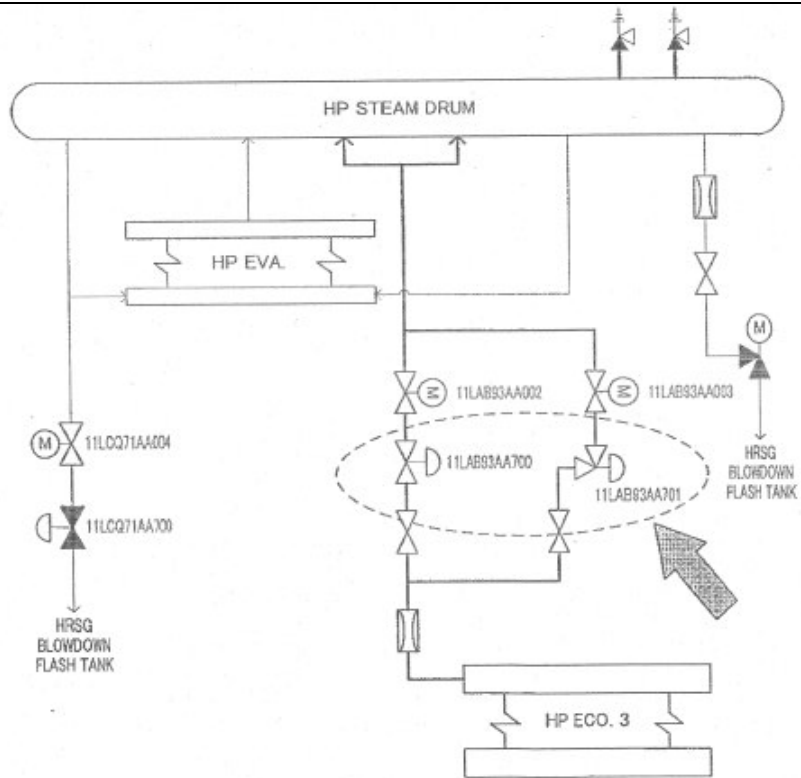 HP STEAM DRUM
HP EVA.
M
11LAB93AA002
M
11LAB93AA003
M
HRSG
BLOWDOWN
FLASH TANK
M
11LCQ71AA004
11LAB93AA700
11LAB93AA701
11LCQ71AA700
HRSG
BLOWDOWN
FLASH TANK
HP ECO. 3